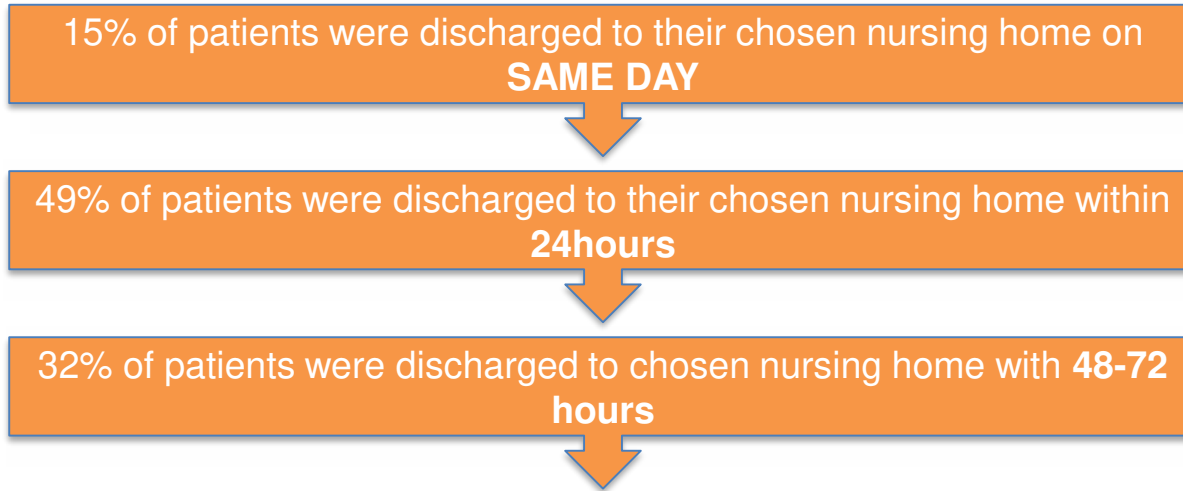 15% of patients were discharged to their chosen nursing home on
SAME DAY
49% of patients were discharged to their chosen nursing home within
24hours
32% of patients were discharged to chosen nursing home with 48-72
hours